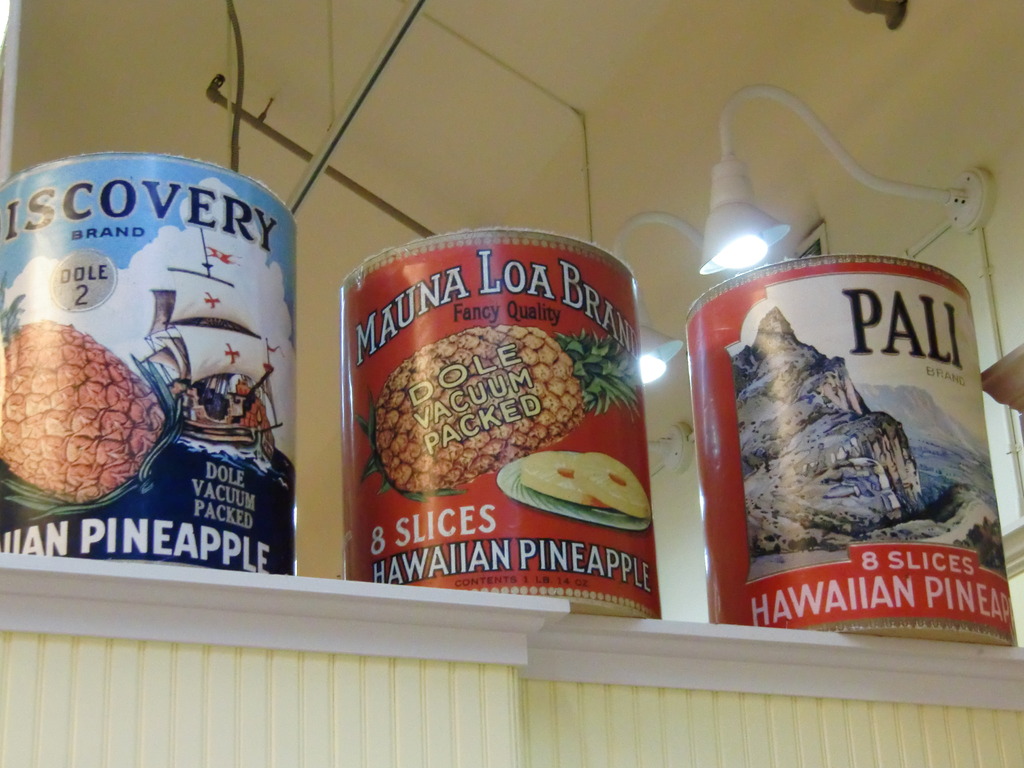 ISCOVERY
BRAND
DOLE
2
DOLE
VACUUM
PACKED
IIAN PINEAPPLE
MAUNA LOA BRAND
Fancy Quality
DOLE
VACUUM
PACKED
8 SLICES
HAWAIIAN PINEAPPLE
CONTENTS 1 LB. 14 OZ.
PALI
BRAND
8 SLICES
HAWAIIAN PINEAP